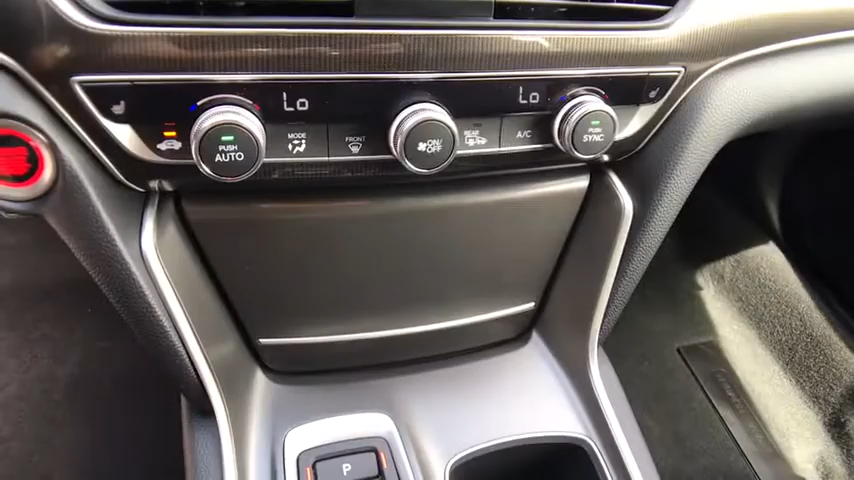 Lo
Lo
PUSH
AUTO
MODE
FRONT
ON/
OFF
REAR
A/C
PUSH
SYNC
P